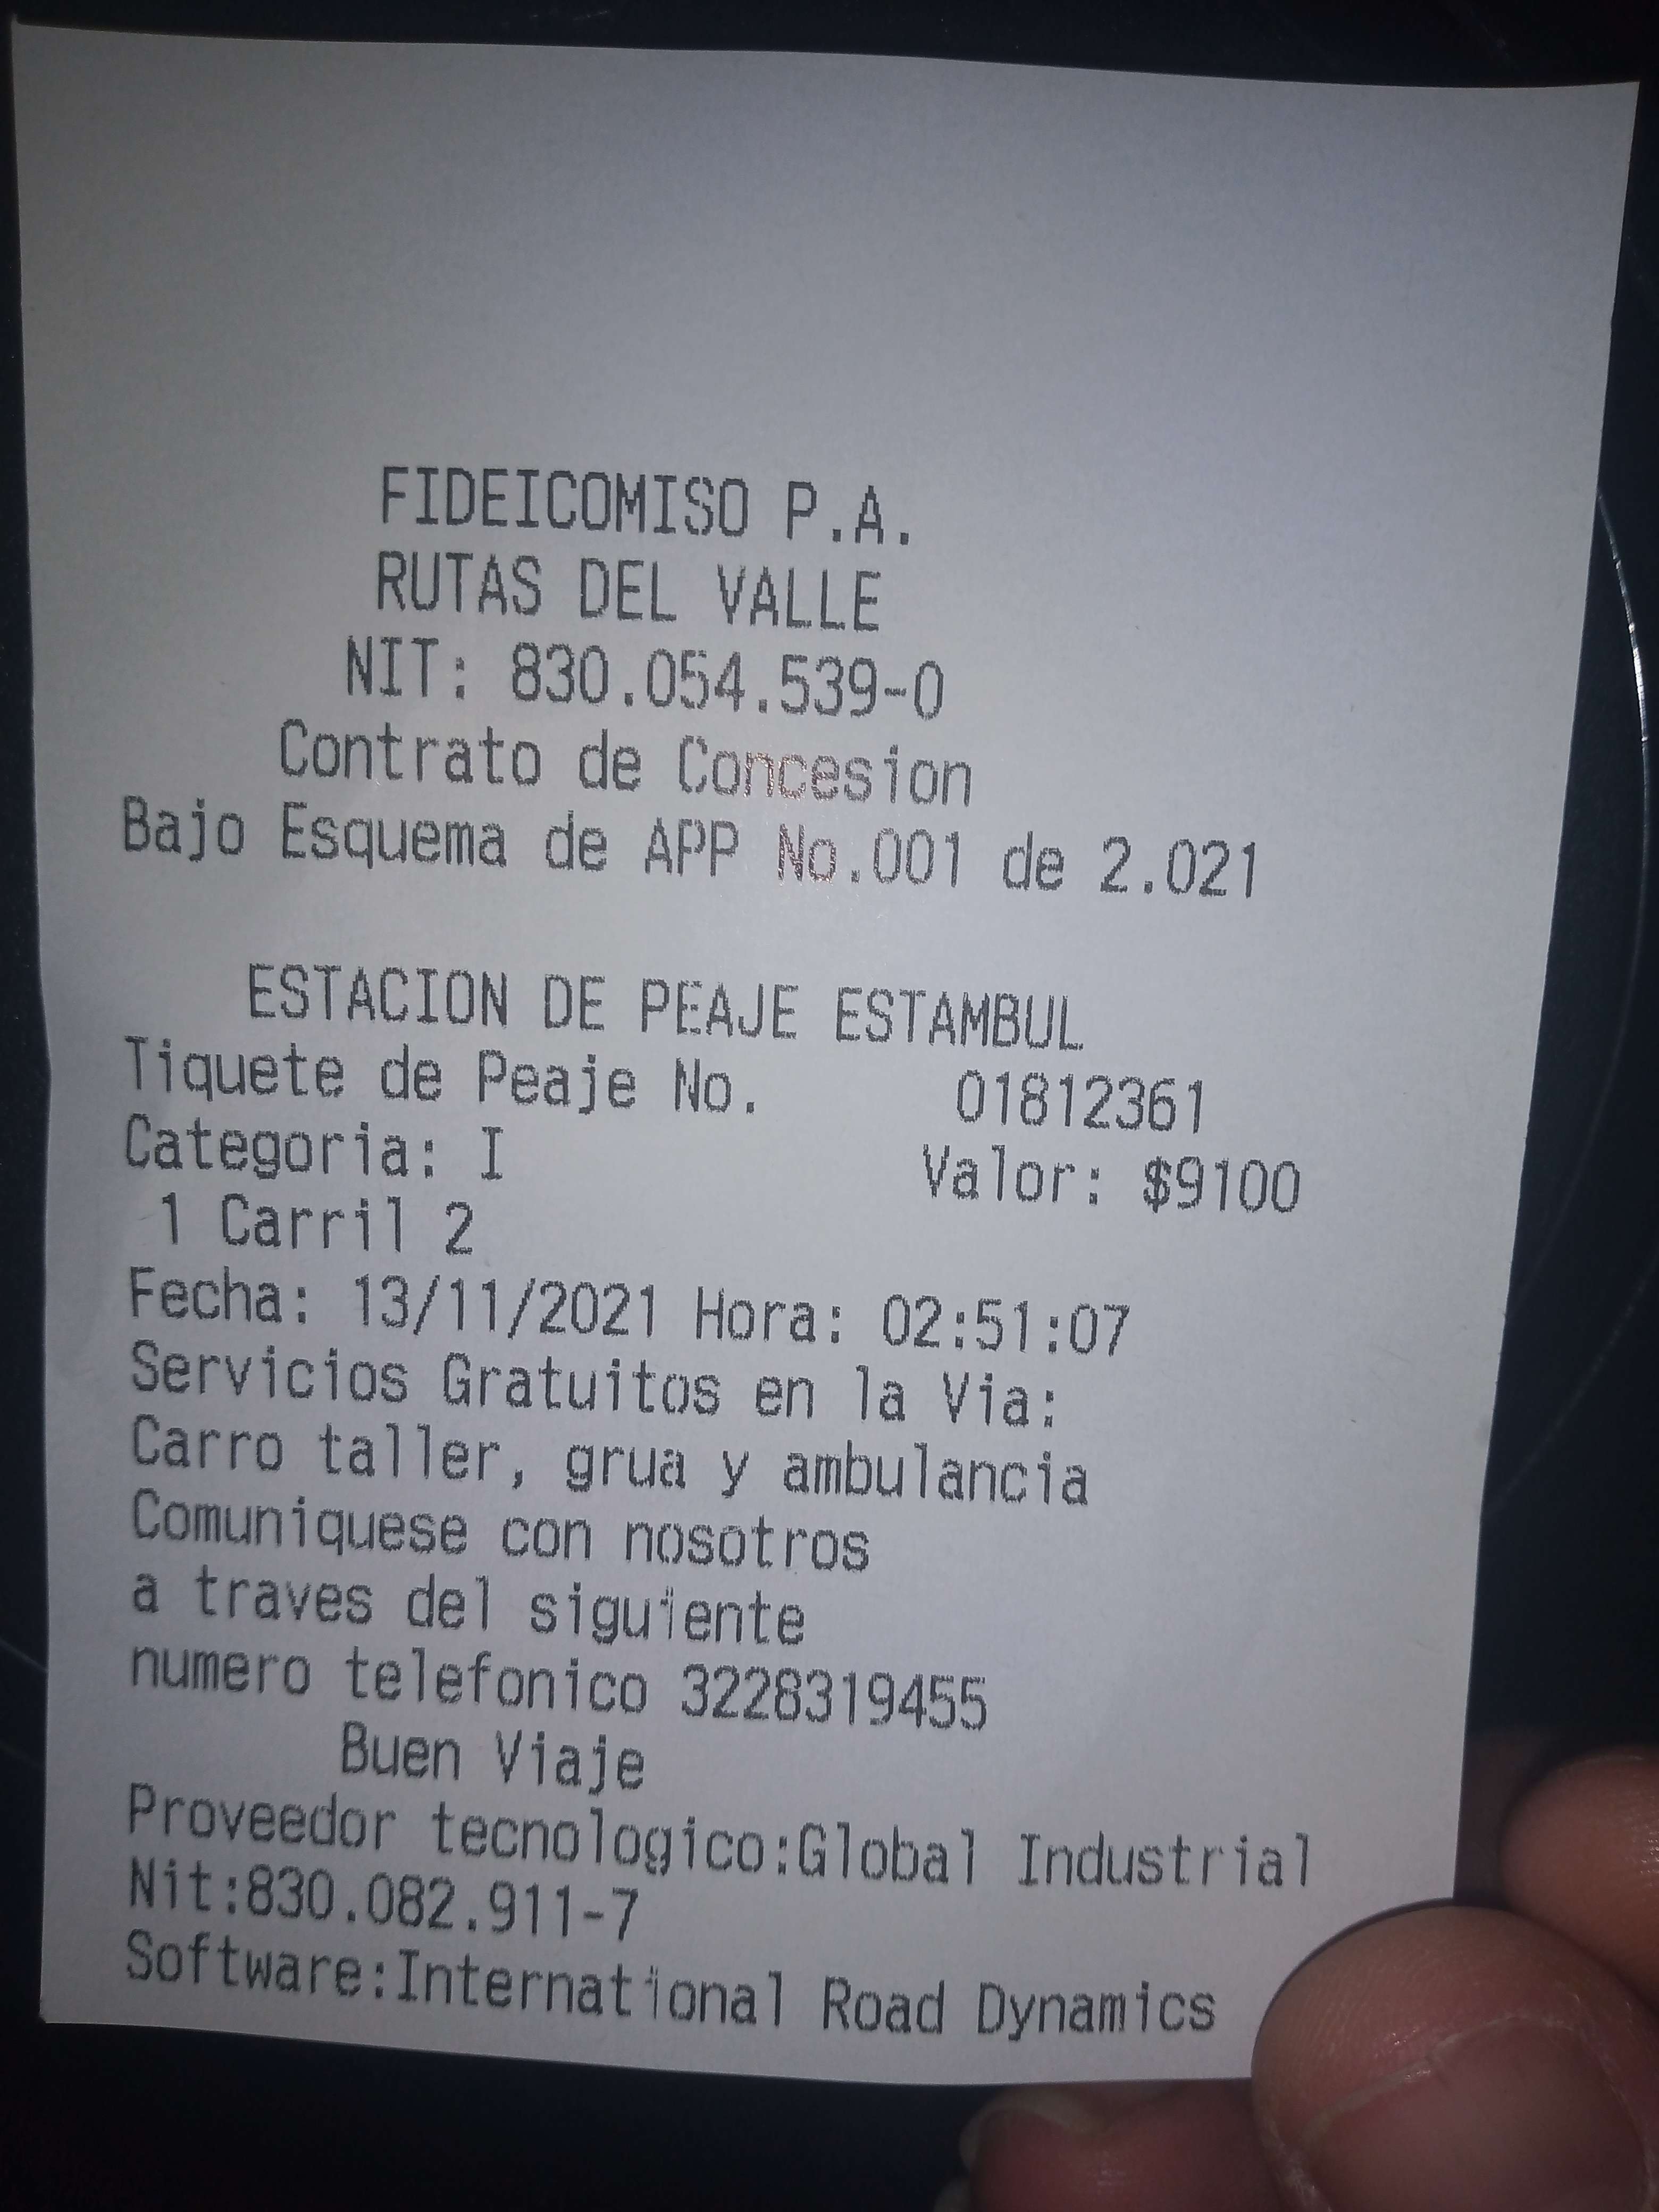 FIDEICOMISO P.A.
RUTAS DEL VALLE
NIT: 830.054.539-0
Contrato de Concesion
Bajo Esquema de APP No.001 de 2.021
ESTACION DE PEAJE ESTAMBUL
Tiquete de Peaje No. 01812361
Categoria: I Valor: $9100
1 Carril 2
Fecha: 13/11/2021 Hora: 02:51:07
Servicios Gratuitos en la Via:
Carro taller, grua y ambulancia
Comuniquese con nosotros
a traves del siguiente
numero telefonico 3228319455
Buen Viaje
Proveedor tecnologico:Global Industrial
Nit:830.082.911-7
Software:International Road Dynamics